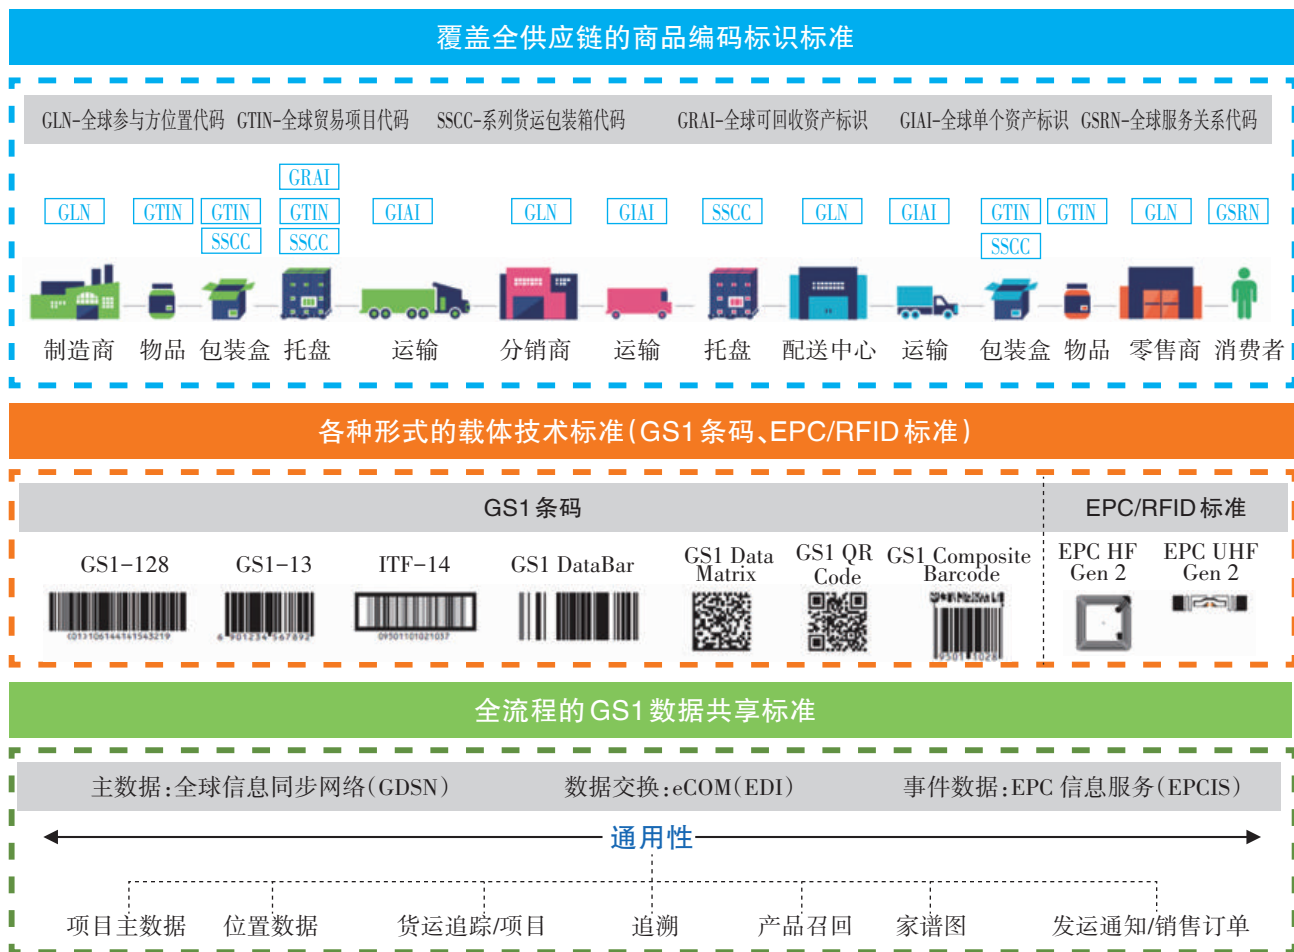 覆盖全供应链的商品编码标识标准
GLN-全球参与方位置代码 GTIN-全球贸易项目代码 SSCC-系列货运包装箱代码 GRAI-全球可回收资产标识 GIAI-全球单个资产标识 GSRN-全球服务关系代码
GRAI
GLN GTIN GTIN GTIN GIAI GLN GIAI SSCC GLN GIAI GTIN GTIN GLN GSRN
SSCC SSCC SSCC
制造商 物品 包装盒 托盘 运输 分销商 运输 托盘 配送中心 运输 包装盒 物品 零售商 消费者
各种形式的载体技术标准(GS1条码、EPC/RFID标准)
GS1条码 EPC/RFID标准
GS1-128 GS1-13 ITF-14 GS1 DataBar GS1 Data Matrix GS1 QR Code GS1 Composite Barcode EPC HF Gen 2 EPC UHF Gen 2
(01)10614141543219 6 901234 567892 09501101021037 9501 1028
全流程的GS1数据共享标准
主数据:全球信息同步网络(GDSN) 数据交换:eCOM(EDI) 事件数据:EPC 信息服务(EPCIS)
通用性
项目主数据 位置数据 货运追踪/项目 追溯 产品召回 家谱图 发运通知/销售订单